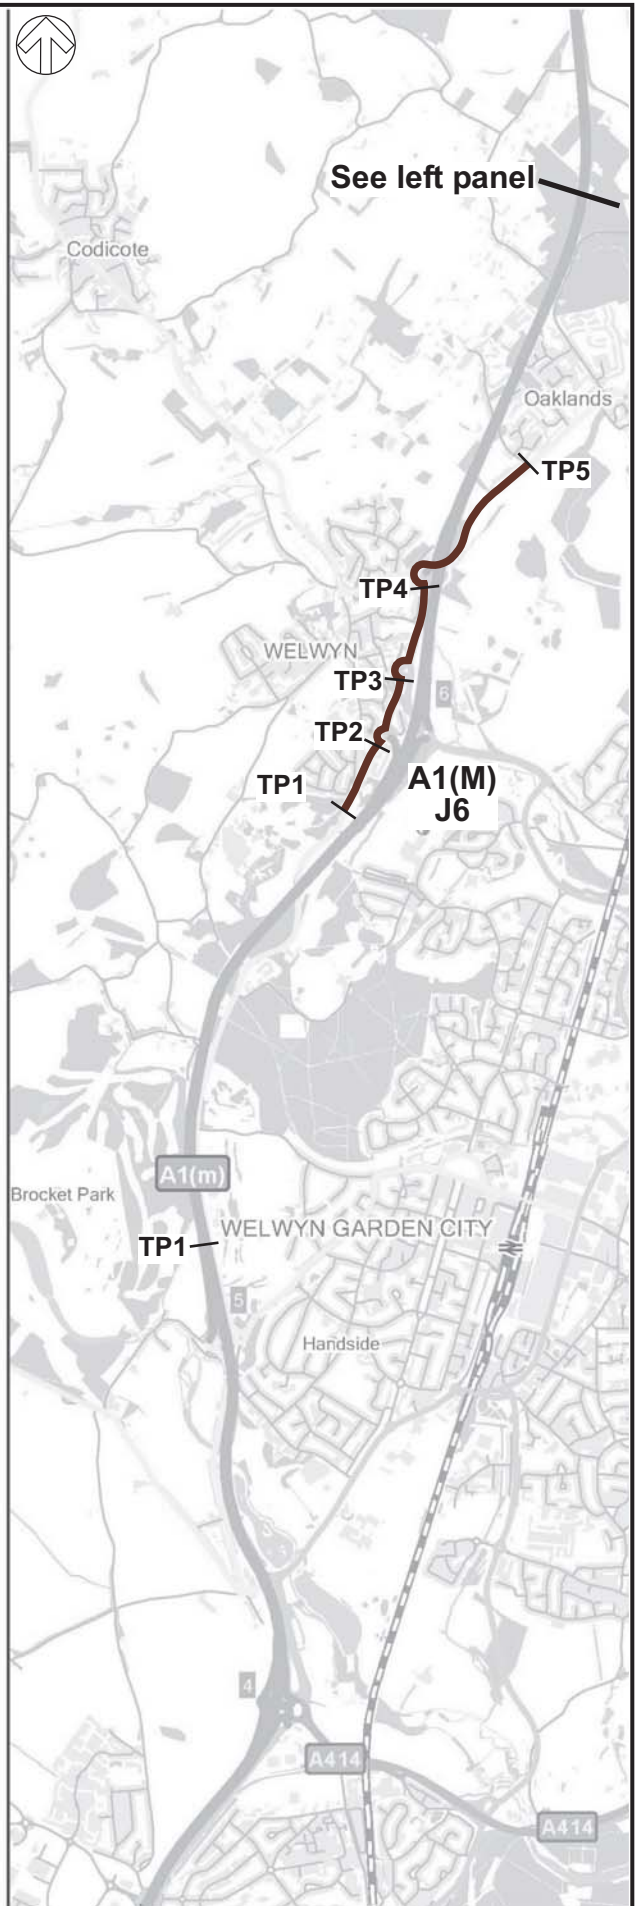 See left panel
Codicote
Oaklands
TP5
TP4
WELWYN
TP3
6
TP2
TP1
A1(M)
J6
A1(m)
Brocket Park
WELWYN GARDEN CITY
TP1
5
Handside
4
A414
A414